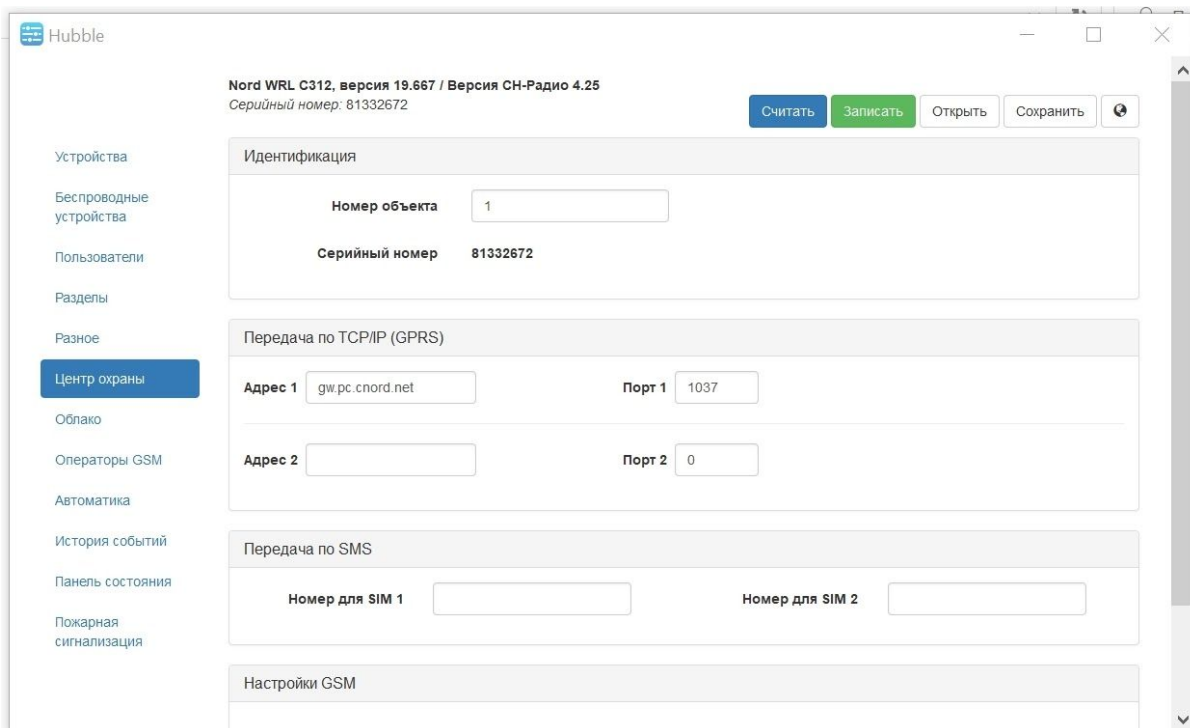 Hubble
Nord WRL C312, версия 19.667 / Версия СН-Радио 4.25
Серийный номер: 81332672
Считать Записать Открыть Сохранить
Устройства
Беспроводные
устройства
Пользователи
Разделы
Разное
Центр охраны
Облако
Операторы GSM
Автоматика
История событий
Панель состояния
Пожарная
сигнализация
Идентификация
Номер объекта 1
Серийный номер 81332672
Передача по TCP/IP (GPRS)
Адрес 1 gw.pc.cnord.net Порт 1 1037
Адрес 2 Порт 2 0
Передача по SMS
Номер для SIM 1 Номер для SIM 2
Настройки GSM